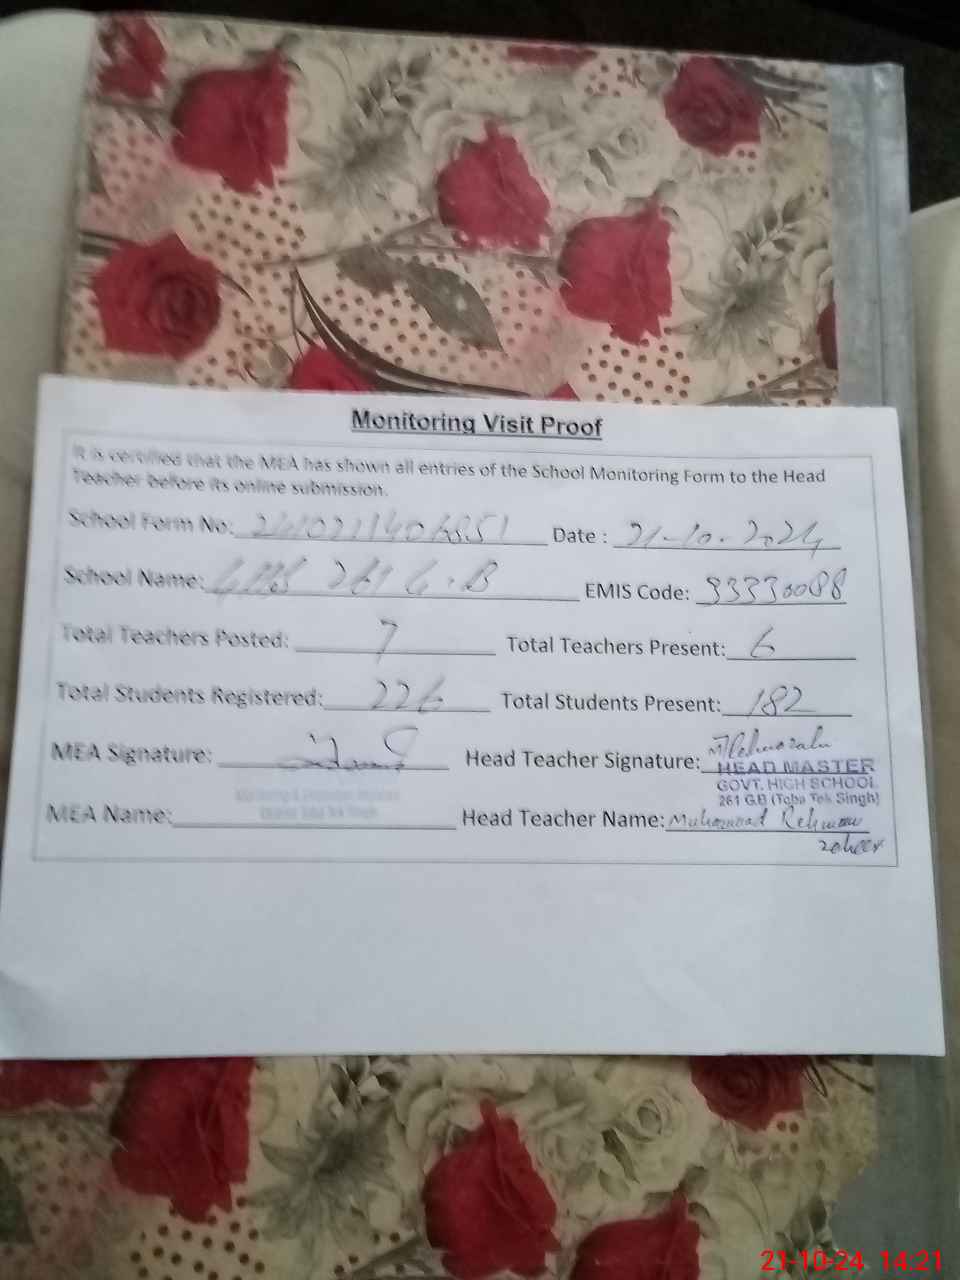 Monitoring Visit Proof
It is certified that the MEA has shown all entries of the School Monitoring Form to the Head
Teacher before its online submission.
School Form No: Date : 21-10-2024
School Name: GHS 261 G.B EMIS Code: 33330088
Total Teachers Posted: 7 Total Teachers Present: 6
Total Students Registered: 226 Total Students Present: 182
MEA Signature: Head Teacher Signature:
HEAD MASTER
GOVT. HIGH SCHOOL
261 GB (Toba Tek Singh)
MEA Name: Head Teacher Name: Muhammad Rehman
21-10-24 14:21